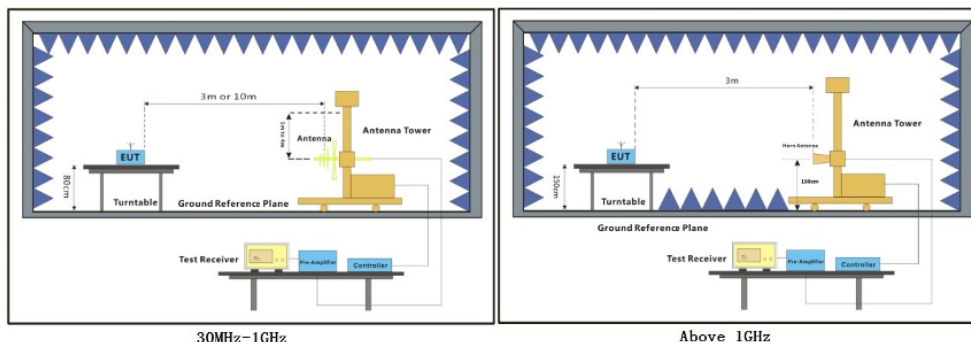 3m or 10m
1m to 4m
Antenna
Antenna Tower
EUT
80cm
Turntable
Ground Reference Plane
Test Receiver
Pre-Amplifier
Controller
30MHz-1GHz
3m
Antenna Tower
Horn Antenna
EUT
150cm
150cm
Turntable
Ground Reference Plane
Test Receiver
Pre-Amplifier
Controller
Above 1GHz